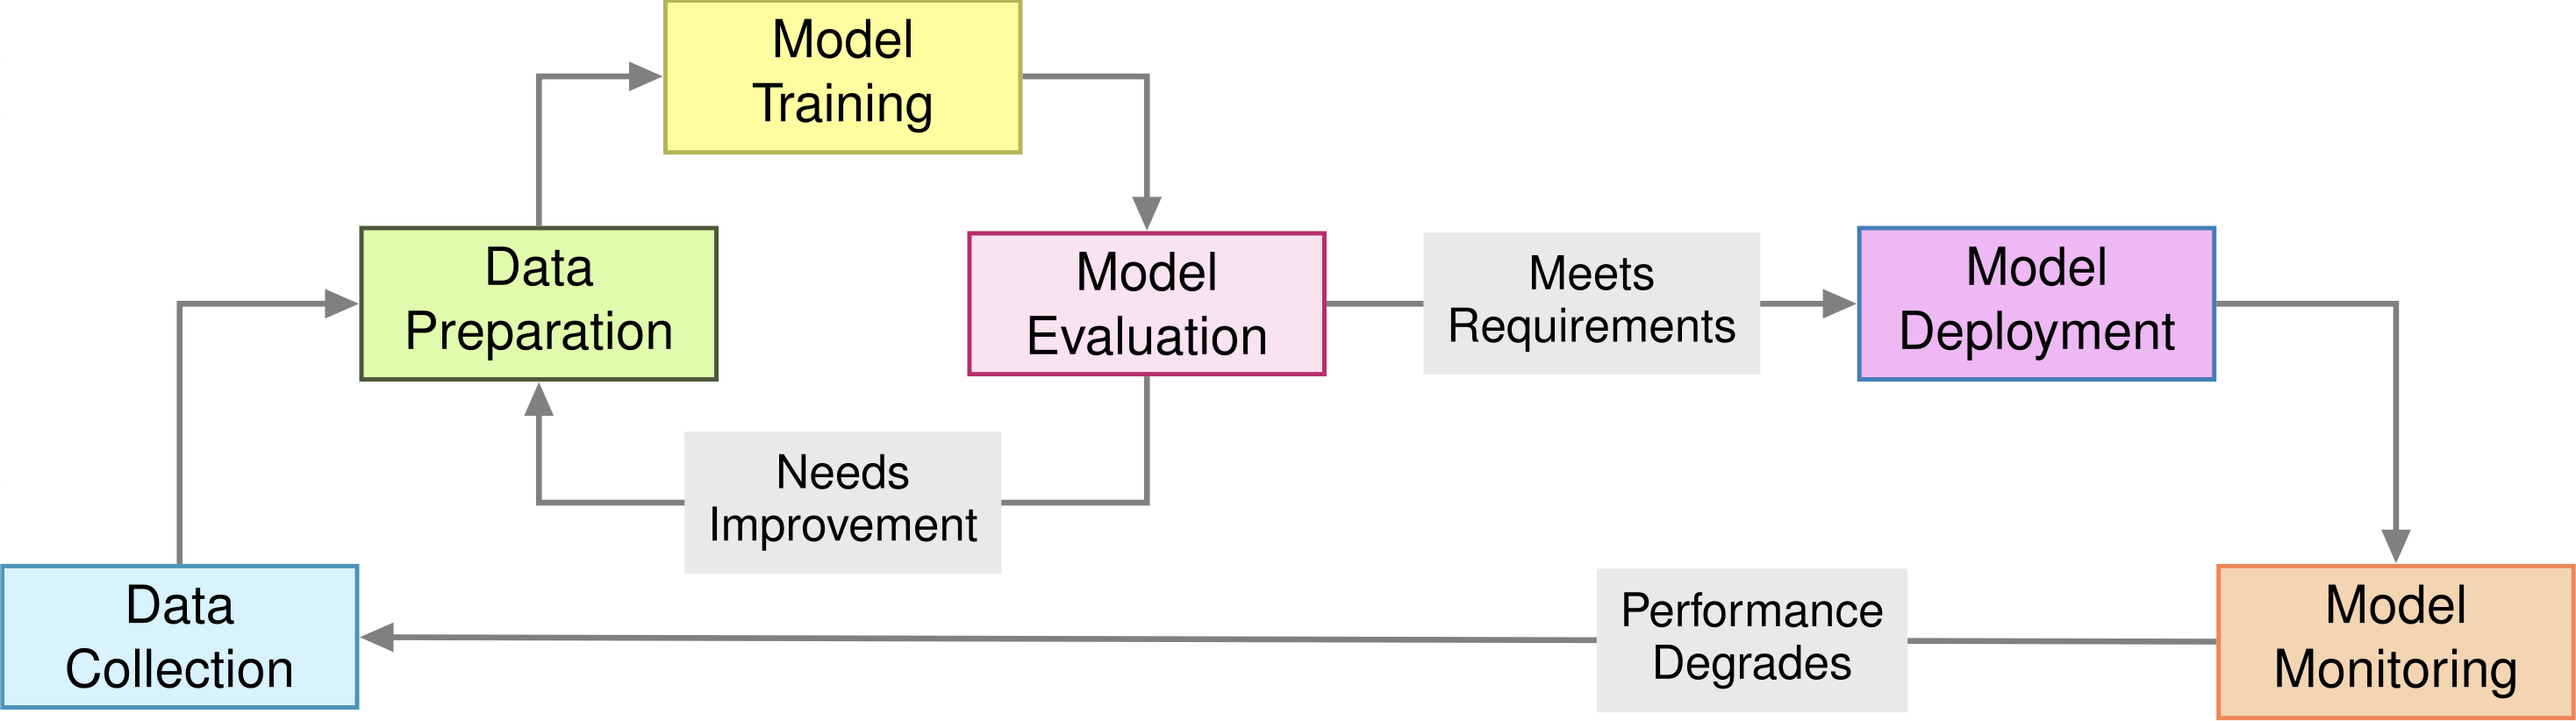 Model
Training
Data
Preparation
Model
Evaluation
Meets
Requirements
Model
Deployment
Needs
Improvement
Data
Collection
Performance
Degrades
Model
Monitoring